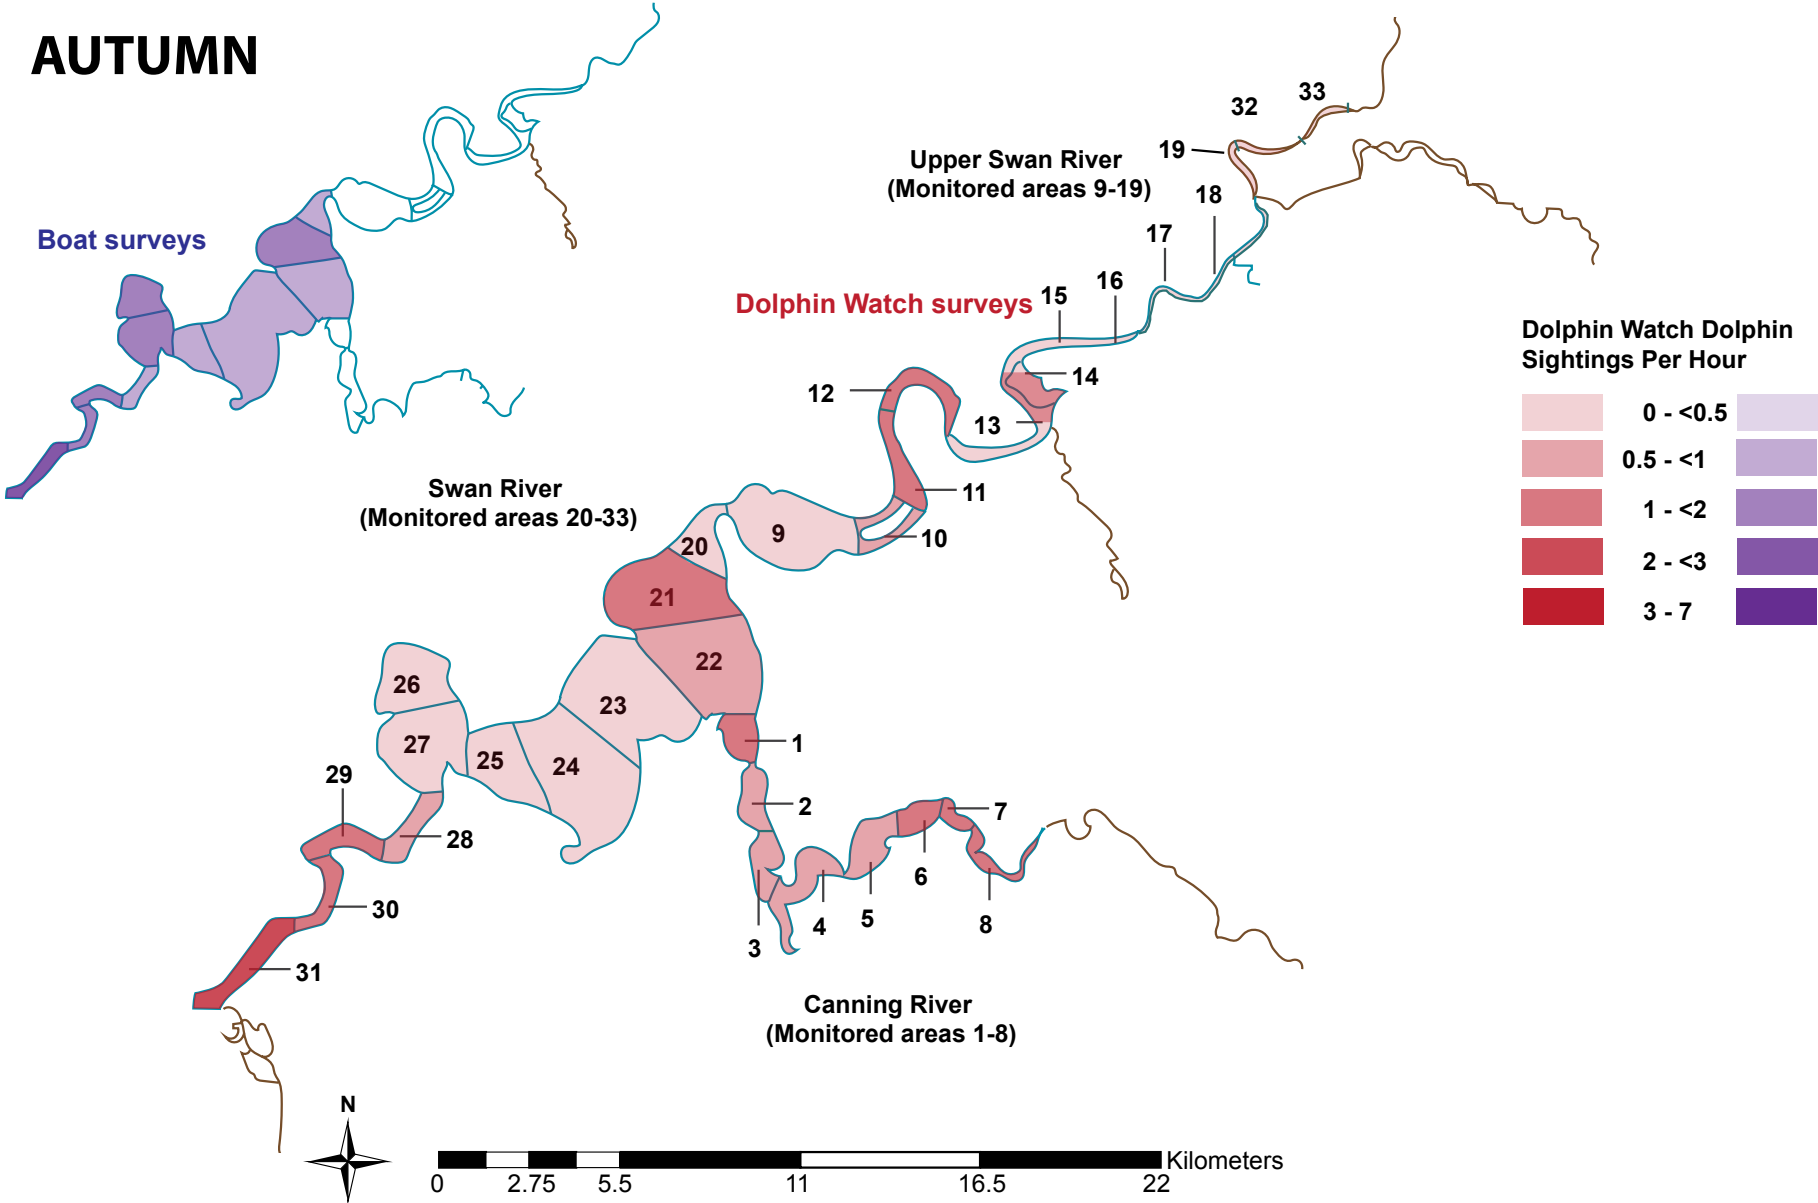 AUTUMN
Boat surveys
Upper Swan River
(Monitored areas 9-19)
Dolphin Watch surveys
Swan River
(Monitored areas 20-33)
Canning River
(Monitored areas 1-8)
33
32
19
18
17
16
15
14
13
12
11
10
9
20
21
22
23
24
25
26
27
28
29
30
31
1
2
3
4
5
6
7
8
Dolphin Watch Dolphin
Sightings Per Hour
0 - <0.5
0.5 - <1
1 - <2
2 - <3
3 - 7
N
Kilometers
0 2.75 5.5 11 16.5 22